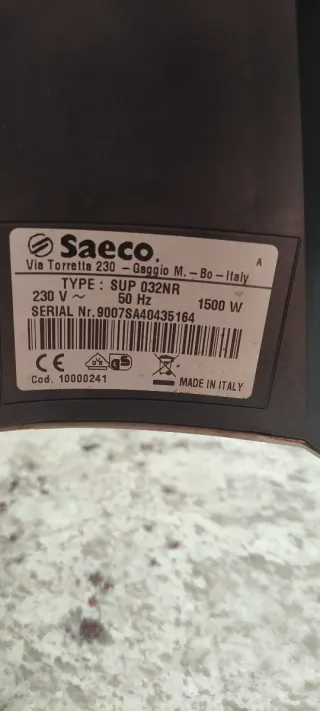 Saeco.
A
Via Torretta 230 - Gaggio M. - Bo - Italy
TYPE : SUP 032NR
230 V ~ 50 Hz 1500 W
SERIAL Nr.9007SA40435164
CE GS
Cod. 10000241 MADE IN ITALY